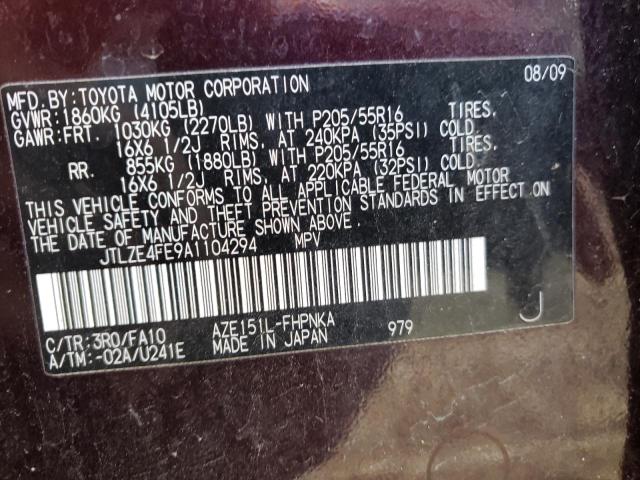 MFD.BY:TOYOTA MOTOR CORPORATION 08/09
GVWR:1860KG (4105LB)
GAWR:FRT. 1030KG (2270LB) WITH P205/55R16 TIRES,
16X6 1/2J RIMS, AT 240KPA (35PSI) COLD.
RR. 855KG (1880LB) WITH P205/55R16 TIRES,
16X6 1/2J RIMS, AT 220KPA (32PSI) COLD.
THIS VEHICLE CONFORMS TO ALL APPLICABLE FEDERAL MOTOR
VEHICLE SAFETY AND THEFT PREVENTION STANDARDS IN EFFECT ON
THE DATE OF MANUFACTURE SHOWN ABOVE.
JTLZE4FE9A1104294 MPV
C/TR:3R0/FA10 AZE151L-FHPNKA
A/TM:-02A/U241E MADE IN JAPAN 979
J